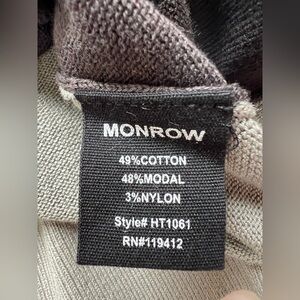 MONROW
49%COTTON
48%MODAL
3%NYLON
Style# HT1061
RN#119412